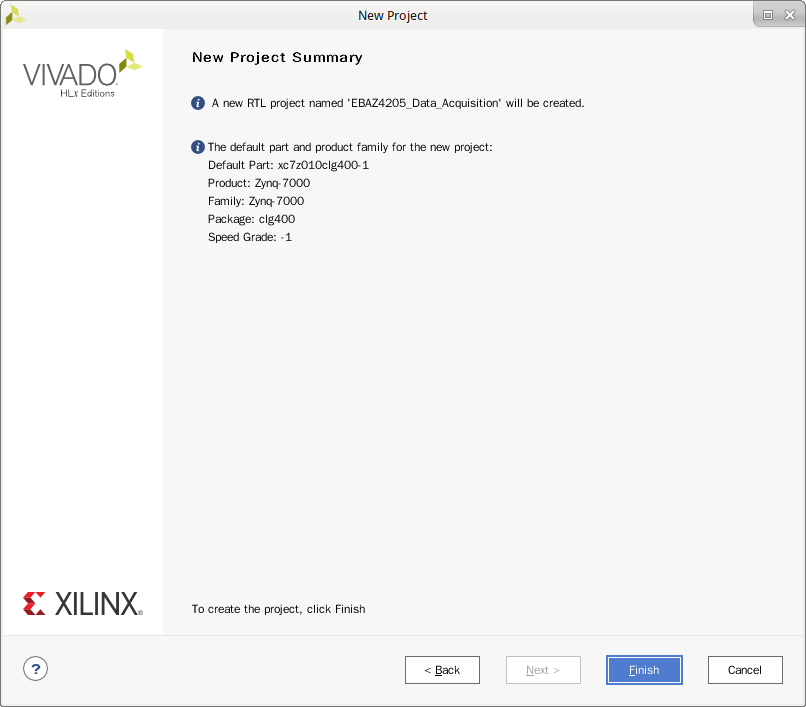 New Project
VIVADO.
HLx Editions
New Project Summary
A new RTL project named 'EBAZ4205_Data_Acquisition' will be created.
The default part and product family for the new project:
Default Part: xc7z010clg400-1
Product: Zynq-7000
Family: Zynq-7000
Package: clg400
Speed Grade: -1
XILINX®
To create the project, click Finish
?
< Back
Next >
Finish
Cancel